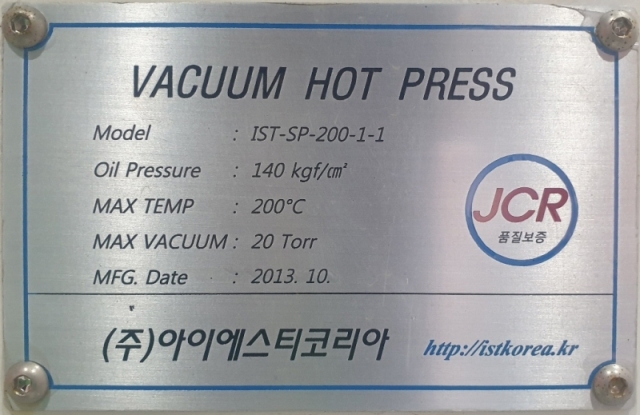 VACUUM HOT PRESS
Model : IST-SP-200-1-1
Oil Pressure : 140 kgf/㎠
MAX TEMP : 200°C
MAX VACUUM : 20 Torr
MFG. Date : 2013. 10.
JCR
품질보증
(주)아이에스티코리아
http://istkorea.kr